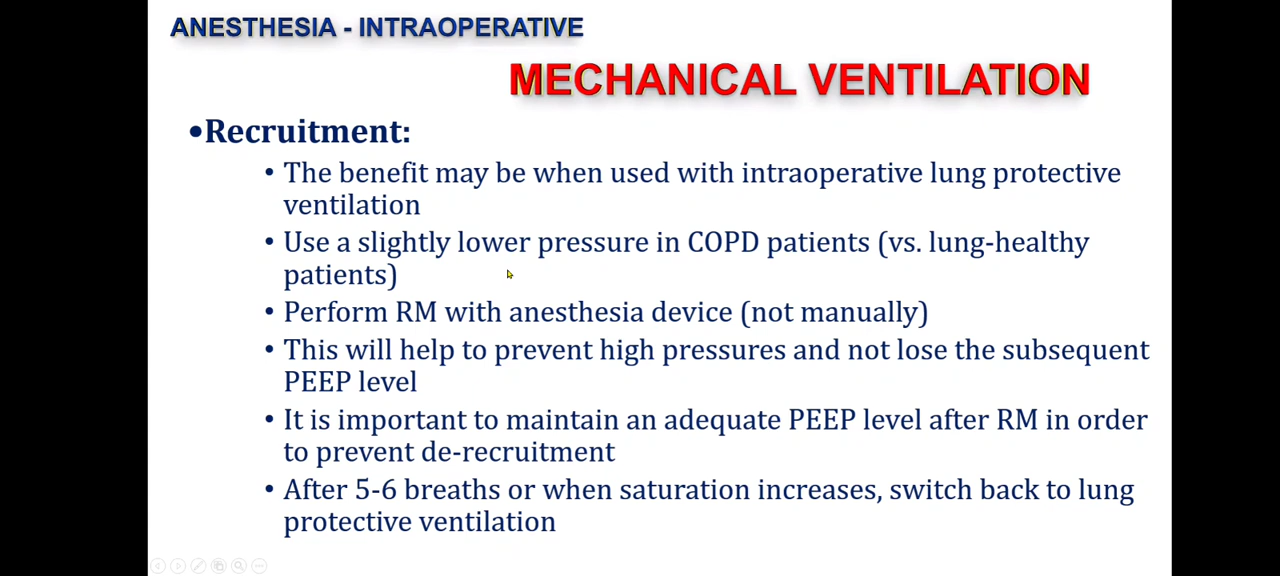 ANESTHESIA - INTRAOPERATIVE
MECHANICAL VENTILATION
•Recruitment:
• The benefit may be when used with intraoperative lung protective
ventilation
• Use a slightly lower pressure in COPD patients (vs. lung-healthy
patients)
• Perform RM with anesthesia device (not manually)
• This will help to prevent high pressures and not lose the subsequent
PEEP level
• It is important to maintain an adequate PEEP level after RM in order
to prevent de-recruitment
• After 5-6 breaths or when saturation increases, switch back to lung
protective ventilation